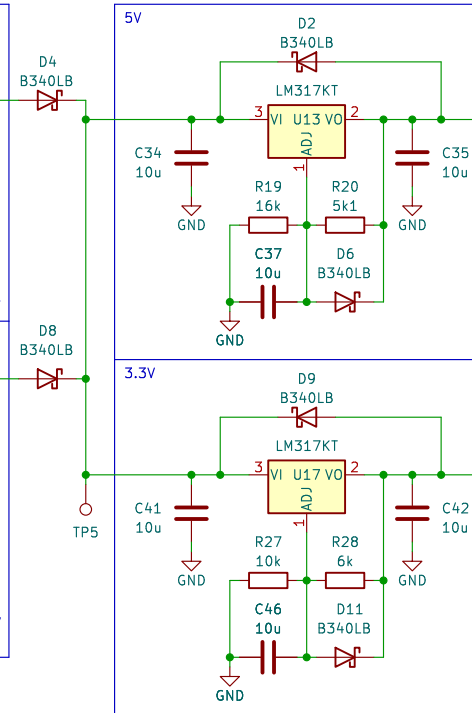 5V
D2
B340LB
D4
B340LB
LM317KT
3 VI U13 VO 2
ADJ
1
C34
10u
C35
10u
GND
GND
R19
16k
R20
5k1
C37
10u
D6
B340LB
GND
D8
B340LB
3.3V
D9
B340LB
LM317KT
3 VI U17 VO 2
ADJ
1
C41
10u
C42
10u
TP5
GND
GND
R27
10k
R28
6k
C46
10u
D11
B340LB
GND